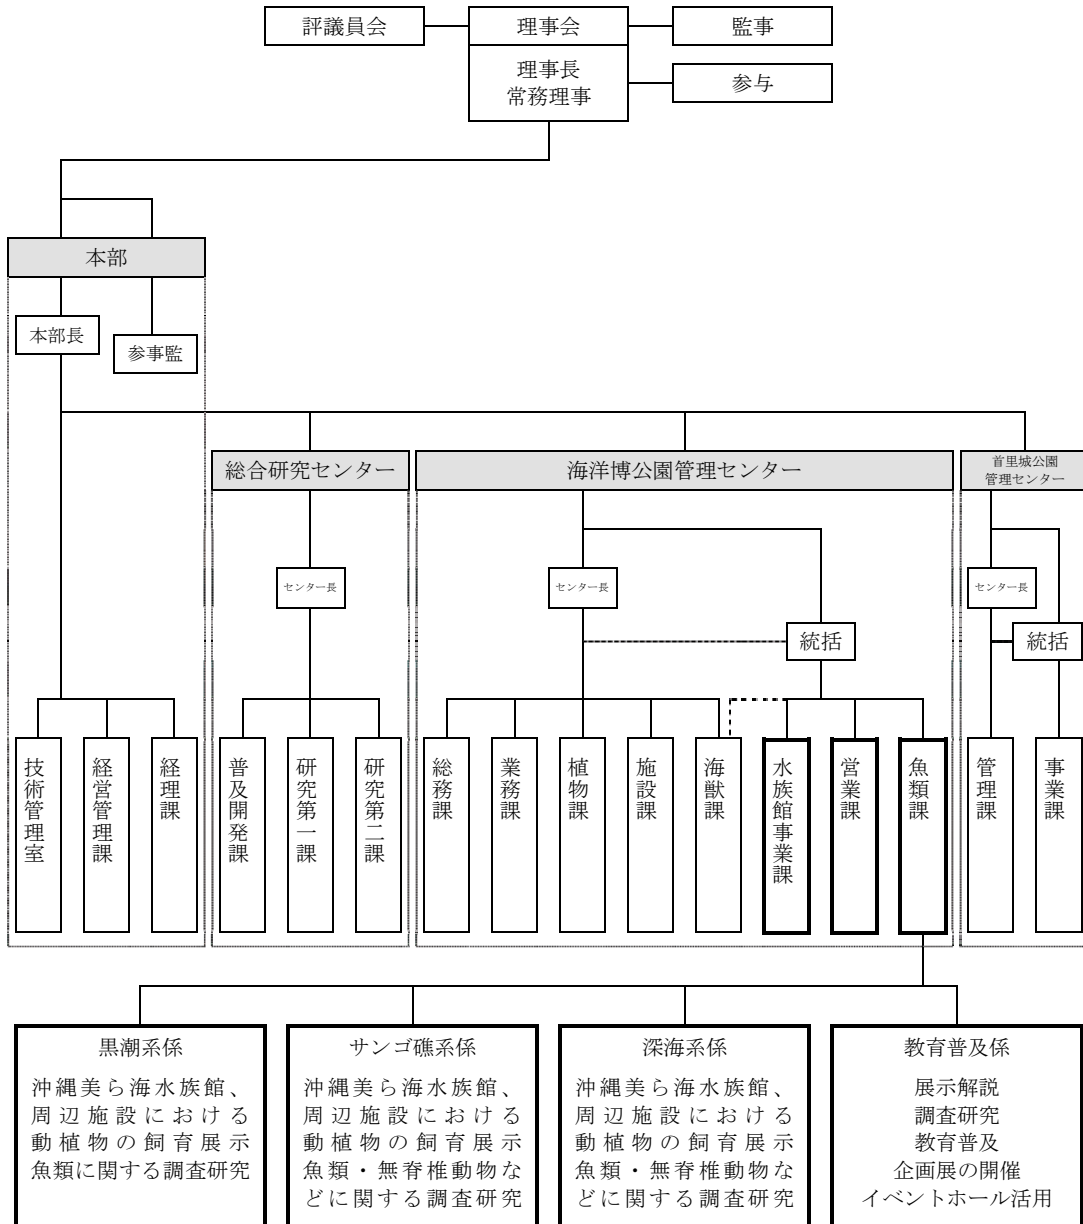 評議員会
理事会
監事
理事長
常務理事
参与
本部
本部長
参事監
総合研究センター
海洋博公園管理センター
首里城公園
管理センター
センター長
センター長
センター長
統括
統括
技術管理室
経営管理課
経理課
普及開発課
研究第一課
研究第二課
総務課
業務課
植物課
施設課
海獣課
水族館事業課
営業課
魚類課
管理課
事業課
黒潮系係
沖縄美ら海水族館、
周辺施設における
動植物の飼育展示
魚類に関する調査研究
サンゴ礁系係
沖縄美ら海水族館、
周辺施設における
動植物の飼育展示
魚類・無脊椎動物な
どに関する調査研究
深海系係
沖縄美ら海水族館、
周辺施設における
動植物の飼育展示
魚類・無脊椎動物な
どに関する調査研究
教育普及係
展示解説
調査研究
教育普及
企画展の開催
イベントホール活用